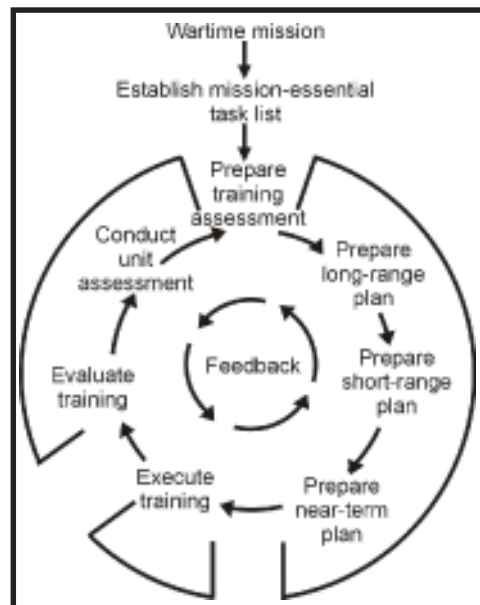 Wartime mission
Establish mission-essential
task list
Prepare
training
assessment
Prepare
long-range
plan
Prepare
short-range
plan
Prepare
near-term
plan
Execute
training
Evaluate
training
Conduct
unit
assessment
Feedback